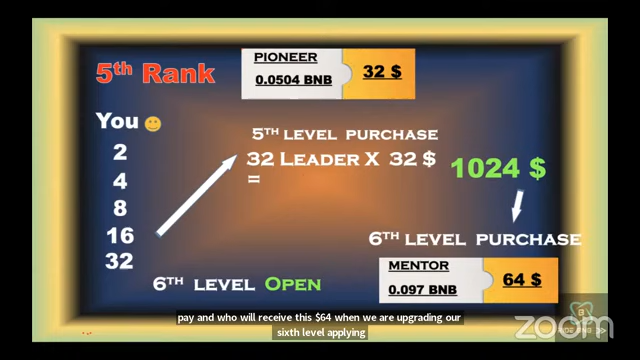 5th Rank
PIONEER
0.0504 BNB
32 $
You
2
4
8
16
32
5TH LEVEL PURCHASE
32 LEADER X 32 $
=
1024 $
6TH LEVEL PURCHASE
6TH LEVEL OPEN
MENTOR
0.097 BNB
64 $
pay and who will receive this $64 when we are upgrading our
sixth level applying
zoom